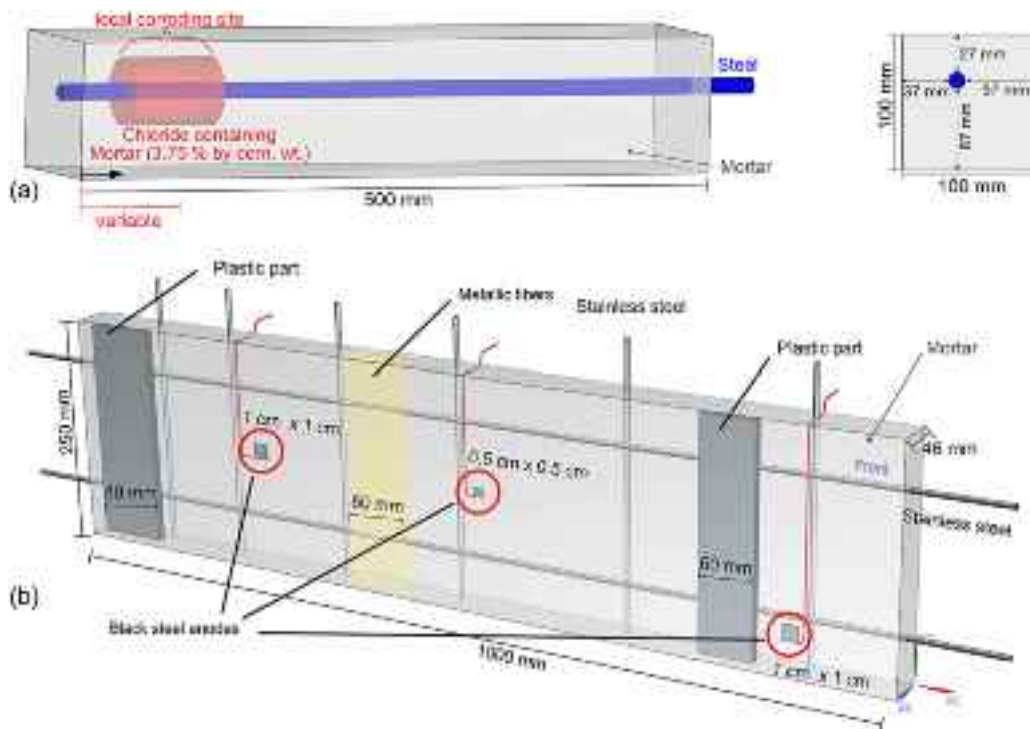 local corroding site
Steel
Chloride containing
Mortar (3.75 % by cem. wt.)
Mortar
500 mm
variable
(a)
27 mm
37 mm
57 mm
67 mm
100 mm
100 mm
Plastic part
Metallic fibers
Stainless steel
Plastic part
Mortar
250 mm
1 cm x 1 cm
0,5 cm x 0.5 cm
Front
46 mm
60 mm
60 mm
Stainless steel
(b)
Black steel anodes
1000 mm
1 cm x 1 cm